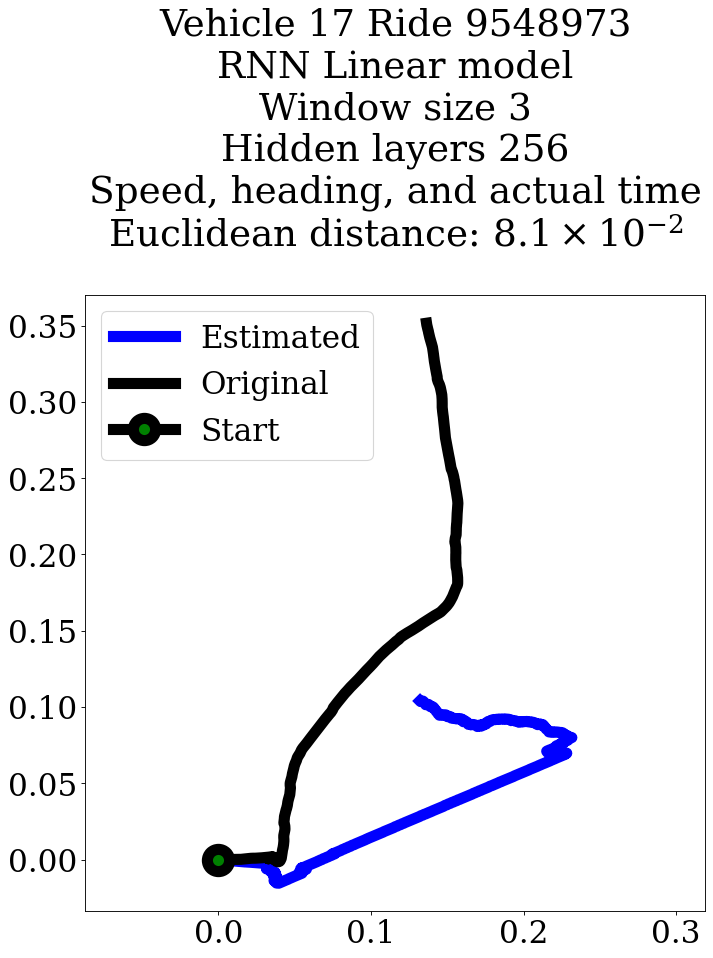 Vehicle 17 Ride 9548973
RNN Linear model
Window size 3
Hidden layers 256
Speed, heading, and actual time
Euclidean distance: 8.1 × 10⁻²
Estimated
Original
Start
0.35
0.30
0.25
0.20
0.15
0.10
0.05
0.00
0.0 0.1 0.2 0.3